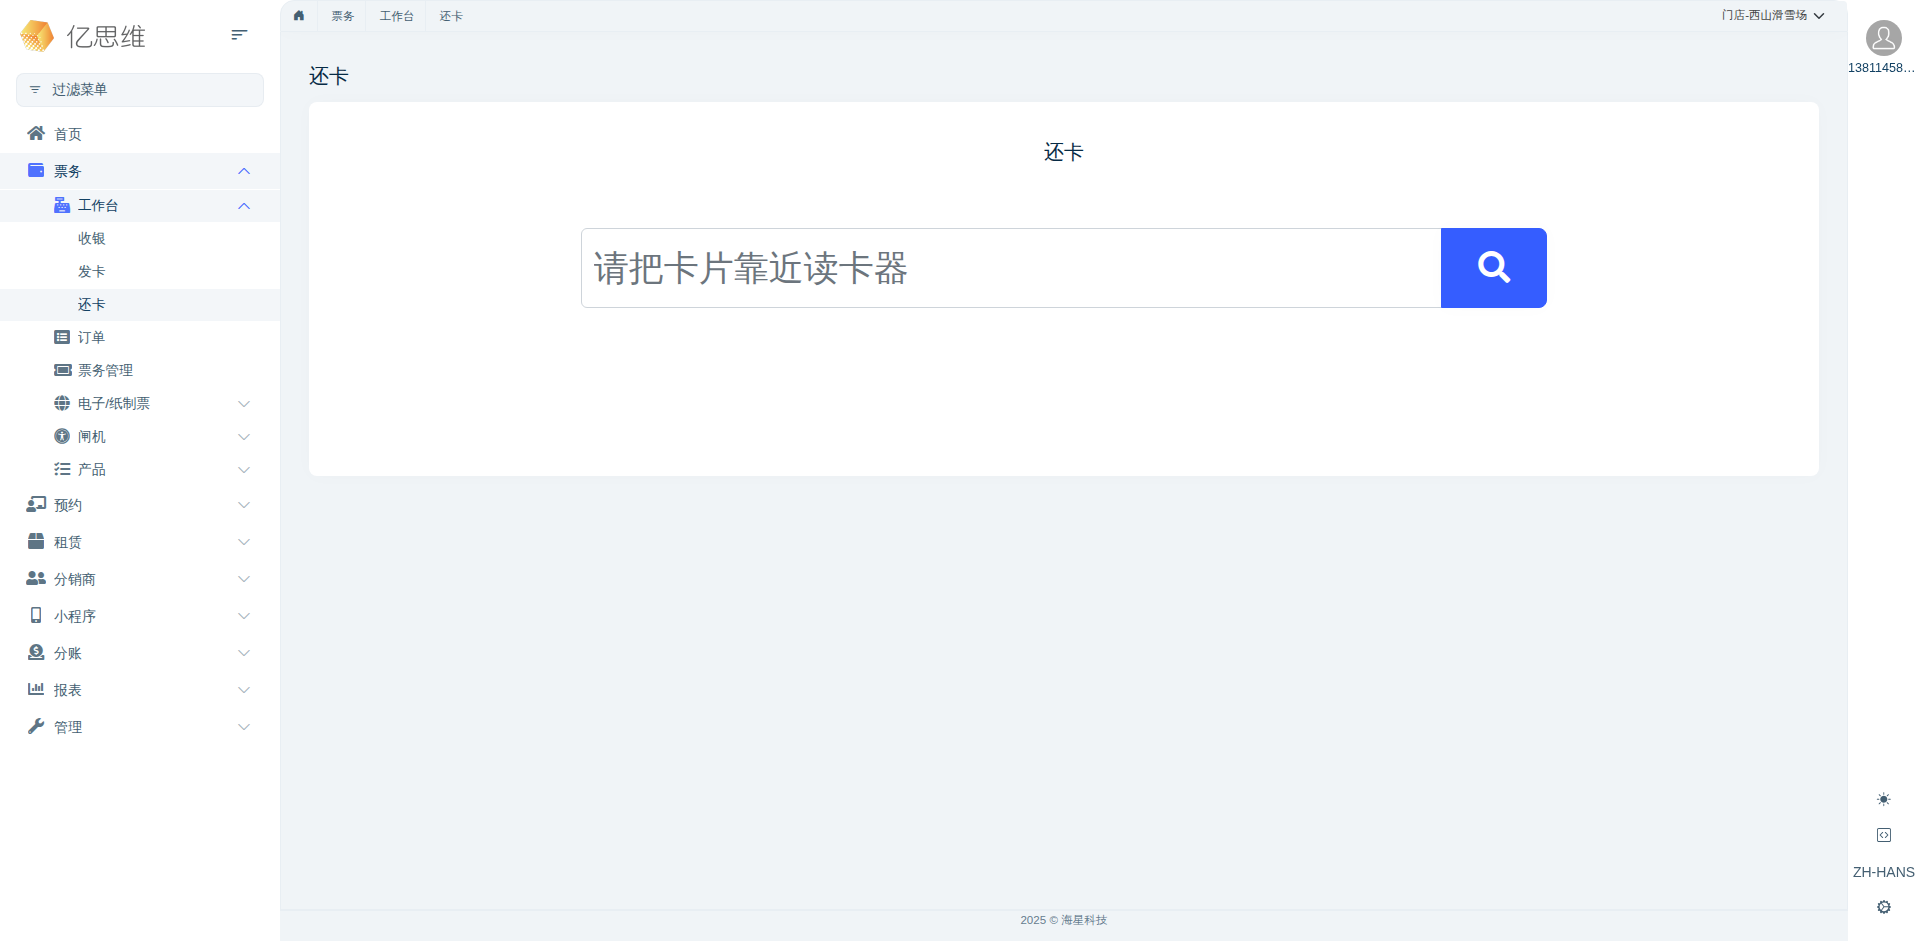 亿思维
过滤菜单
首页
票务
工作台
收银
发卡
还卡
订单
票务管理
电子/纸制票
闸机
产品
预约
租赁
分销商
小程序
分账
报表
管理
票务 工作台 还卡
门店-西山滑雪场
还卡
还卡
请把卡片靠近读卡器
2025 © 海星科技
13811458...
ZH-HANS